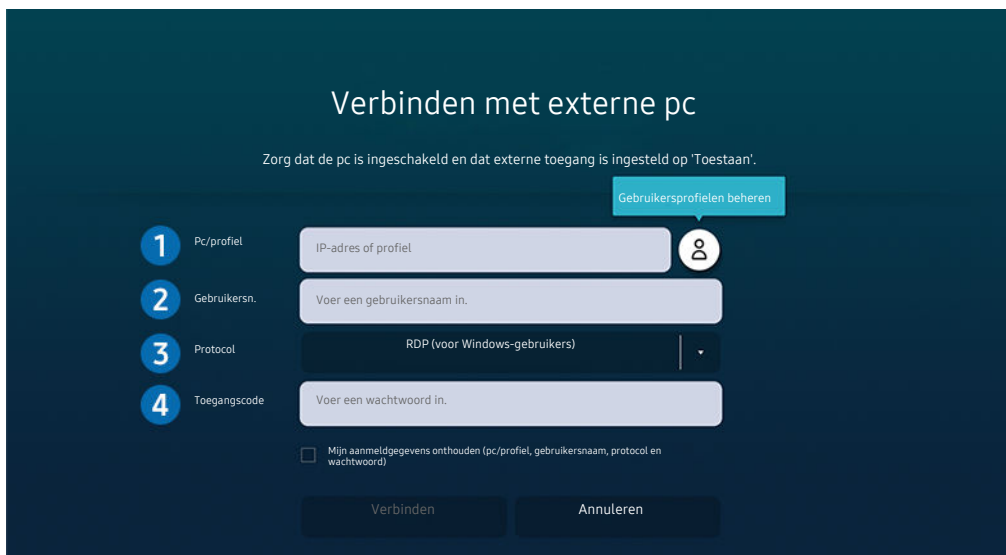 Verbinden met externe pc
Zorg dat de pc is ingeschakeld en dat externe toegang is ingesteld op 'Toestaan'.
Gebruikersprofielen beheren
1 Pc/profiel IP-adres of profiel
2 Gebruikersn. Voer een gebruikersnaam in.
3 Protocol RDP (voor Windows-gebruikers)
4 Toegangscode Voer een wachtwoord in.
Mijn aanmeldgegevens onthouden (pc/profiel, gebruikersnaam, protocol en
wachtwoord)
Verbinden Annuleren